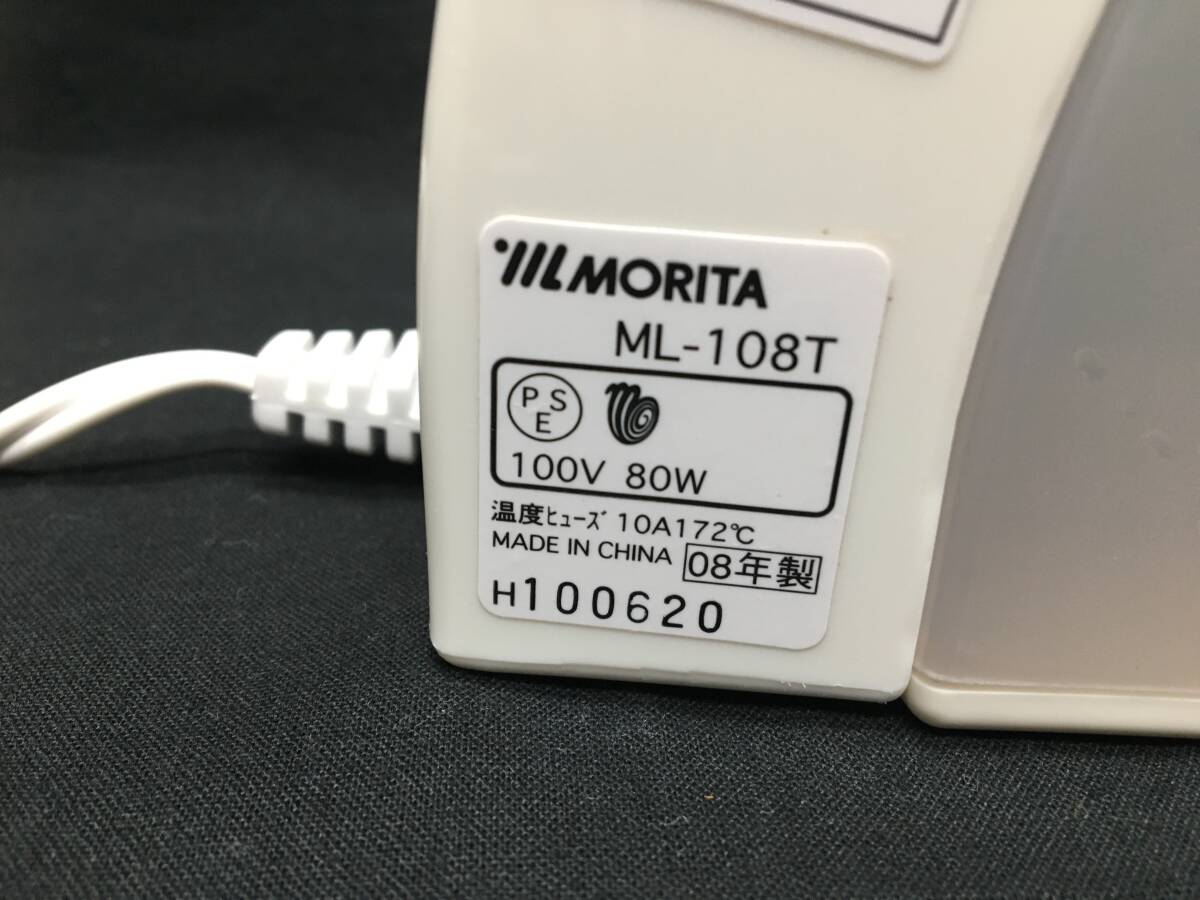 MORITA
ML-108T
PSE
100V 80W
温度ヒューズ 10A172℃
MADE IN CHINA 08年製
H100620